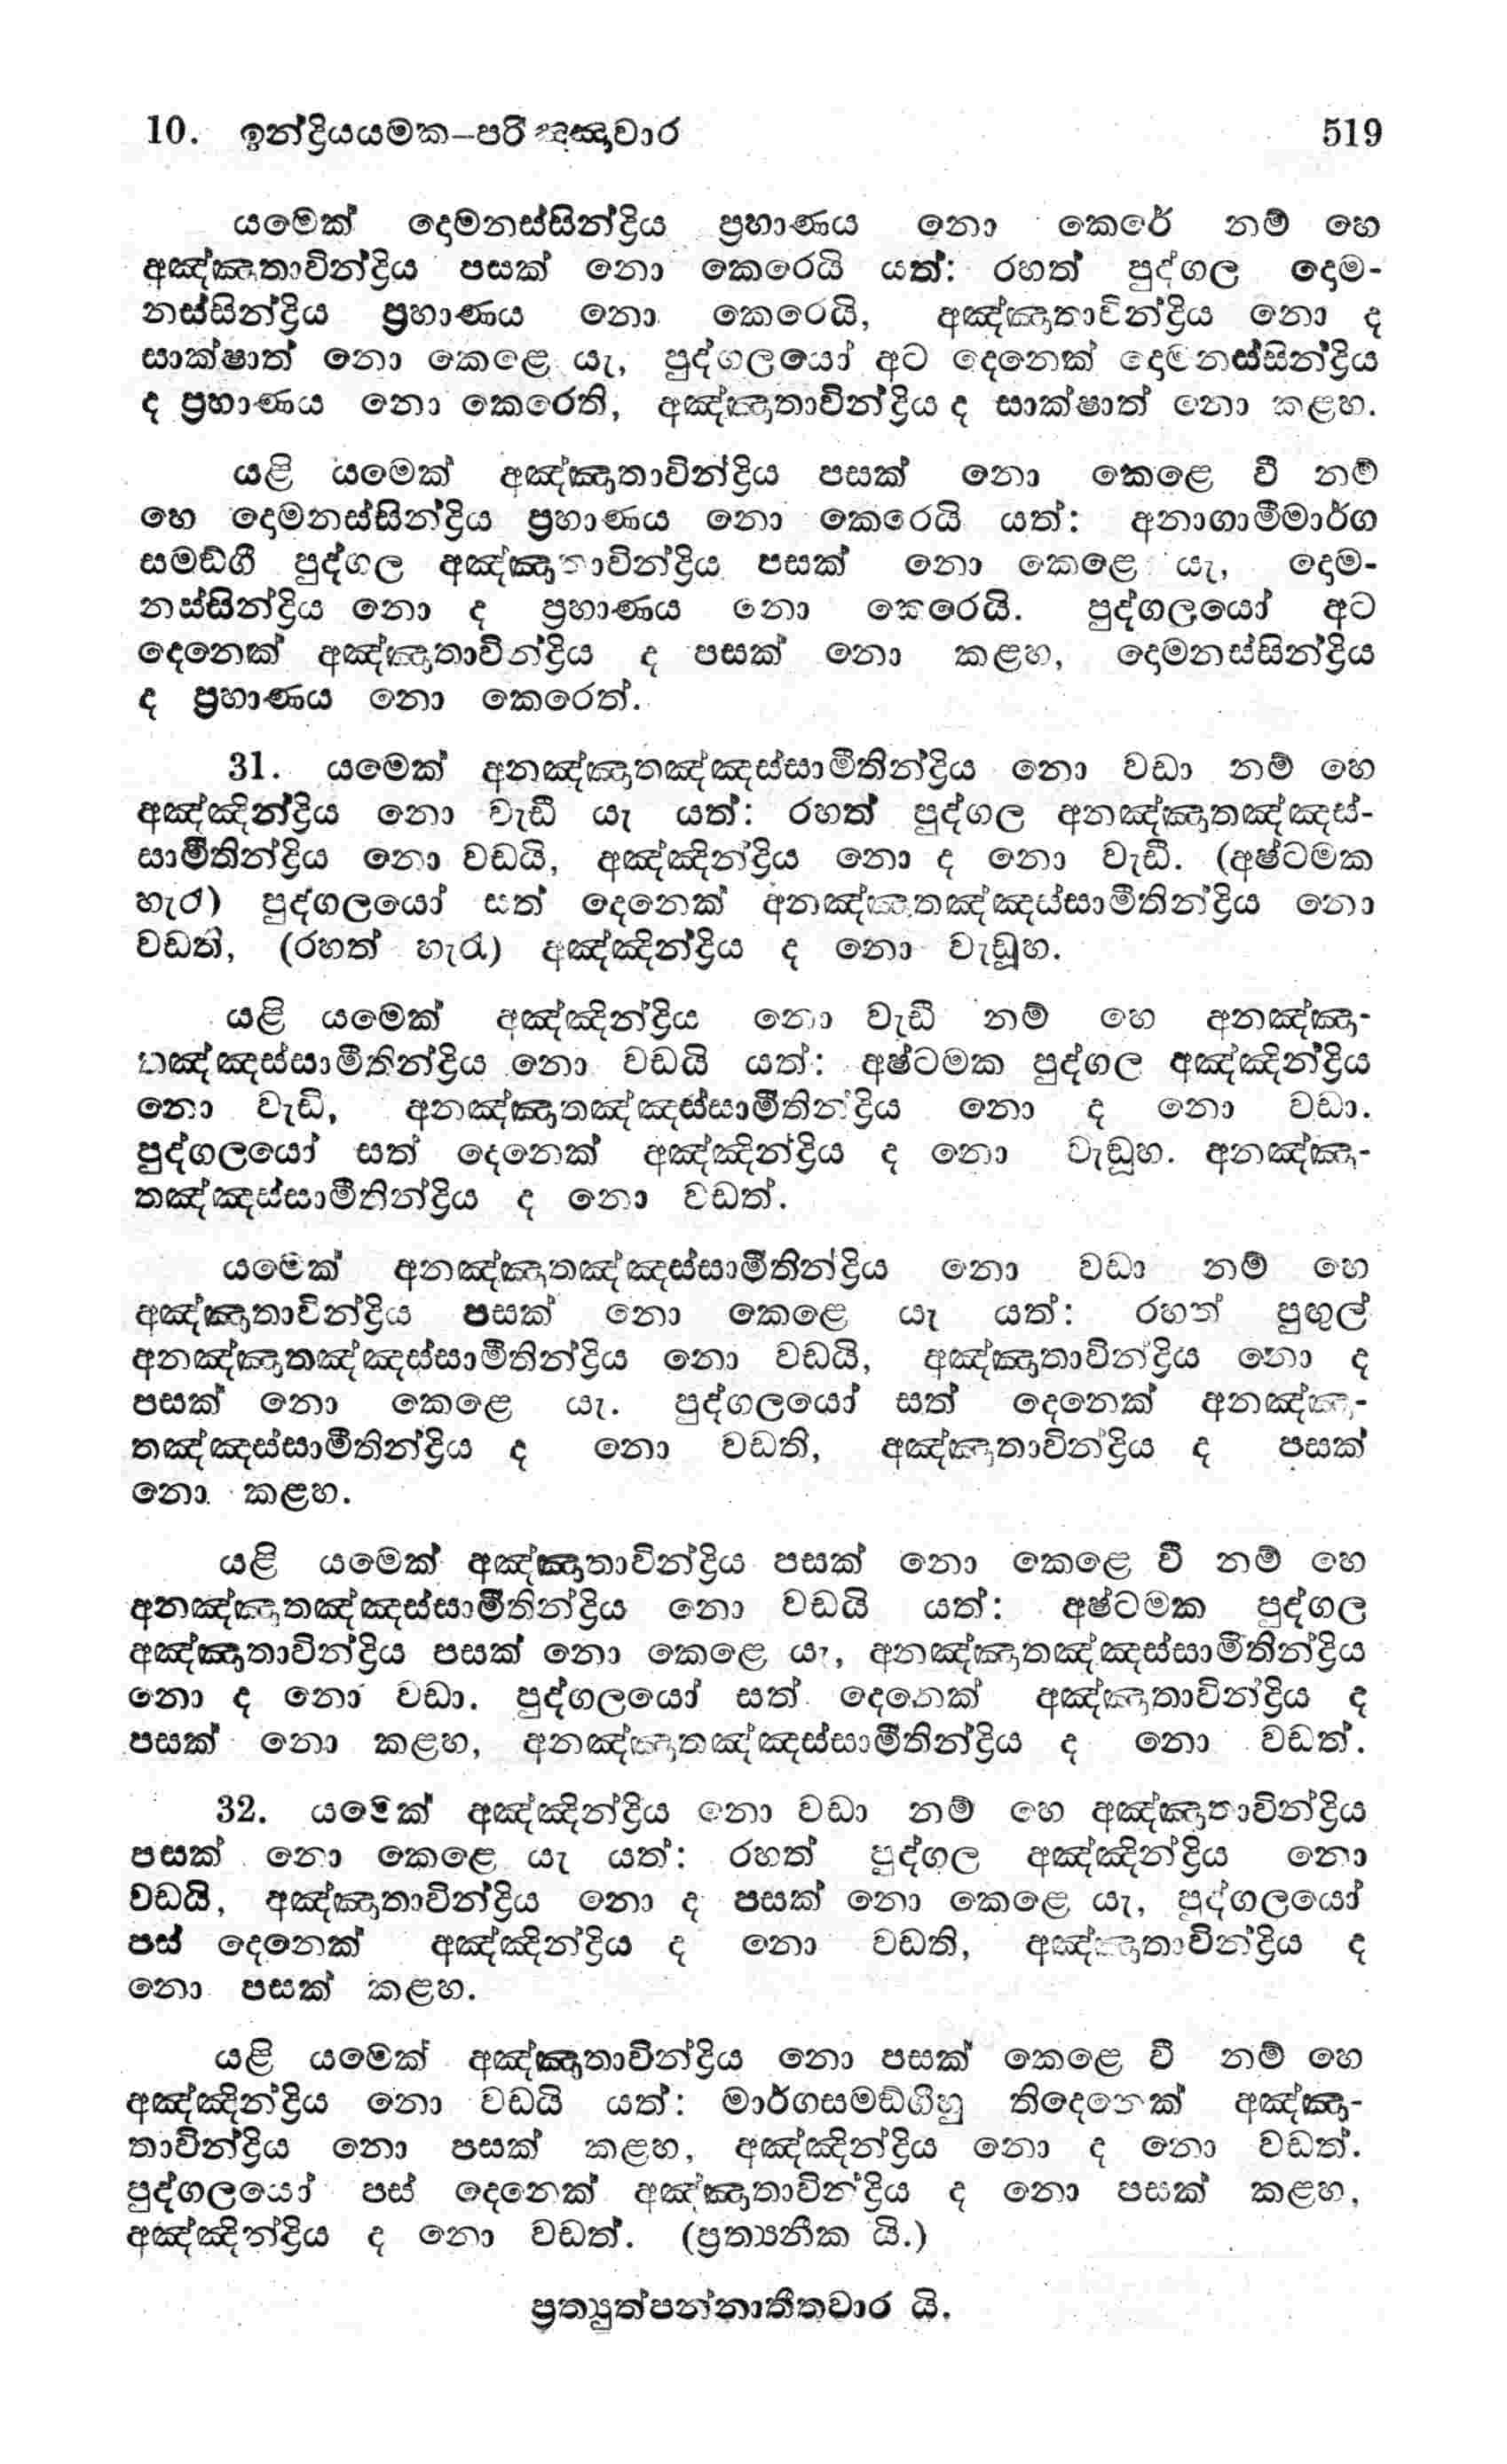 10. ඉන්ද්‍රියයමක–පරිඤ්ඤාවාර 519
යමෙක් දොමනස්සින්ද්‍රිය ප්‍රහාණය නො කෙරේ නම් හෙ
අඤ්ඤාතාවින්ද්‍රිය පසක් නො කෙරෙයි යත්: රහත් පුද්ගල දොම-
නස්සින්ද්‍රිය ප්‍රහාණය නො කෙරෙයි, අඤ්ඤාතාවින්ද්‍රිය නො ද
සාක්ෂාත් නො කෙළෙ යැ, පුද්ගලයෝ අට දෙනෙක් දොමනස්සින්ද්‍රිය
ද ප්‍රහාණය නො කෙරෙති, අඤ්ඤාතාවින්ද්‍රිය ද සාක්ෂාත් නො කළහ.
යළි යමෙක් අඤ්ඤාතාවින්ද්‍රිය පසක් නො කෙළෙ වී නම්
හෙ දොමනස්සින්ද්‍රිය ප්‍රහාණය නො කෙරෙයි යත්: අනාගාමිමාර්ග
සමඞ්ගී පුද්ගල අඤ්ඤාතාවින්ද්‍රිය පසක් නො කෙළෙ යැ, දොම-
නස්සින්ද්‍රිය නො ද ප්‍රහාණය නො කෙරෙයි. පුද්ගලයෝ අට
දෙනෙක් අඤ්ඤාතාවින්ද්‍රිය ද පසක් නො කළහ, දොමනස්සින්ද්‍රිය
ද ප්‍රහාණය නො කෙරෙත්.
31. යමෙක් අනඤ්ඤාතඤ්ඤස්සාමීතින්ද්‍රිය නො වඩා නම් හෙ
අඤ්ඤින්ද්‍රිය නො වැඩී යැ යත්: රහත් පුද්ගල අනඤ්ඤාතඤ්ඤස්-
සාමීතින්ද්‍රිය නො වඩයි, අඤ්ඤින්ද්‍රිය නො ද නො වැඩී. (අෂ්ටමක
හැර) පුද්ගලයෝ සත් දෙනෙක් අනඤ්ඤාතඤ්ඤස්සාමීතින්ද්‍රිය නො
වඩති, (රහත් හැර) අඤ්ඤින්ද්‍රිය ද නො වැඩූහ.
යළි යමෙක් අඤ්ඤින්ද්‍රිය නො වැඩී නම් හෙ අනඤ්ඤා-
තඤ්ඤස්සාමීතින්ද්‍රිය නො වඩයි යත්: අෂ්ටමක පුද්ගල අඤ්ඤින්ද්‍රිය
නො වැඩි, අනඤ්ඤාතඤ්ඤස්සාමීතින්ද්‍රිය නො ද නො වඩා.
පුද්ගලයෝ සත් දෙනෙක් අඤ්ඤින්ද්‍රිය ද නො වැඩූහ. අනඤ්ඤා-
තඤ්ඤස්සාමීතින්ද්‍රිය ද නො වඩත්.
යමෙක් අනඤ්ඤාතඤ්ඤස්සාමීතින්ද්‍රිය නො වඩා නම් හෙ
අඤ්ඤාතාවින්ද්‍රිය පසක් නො කෙළෙ යැ යත්: රහත් පුඟුල්
අනඤ්ඤාතඤ්ඤස්සාමීතින්ද්‍රිය නො වඩයි, අඤ්ඤාතාවින්ද්‍රිය නො ද
පසක් නො කෙළෙ යැ. පුද්ගලයෝ සත් දෙනෙක් අනඤ්ඤා-
තඤ්ඤස්සාමීතින්ද්‍රිය ද නො වඩති, අඤ්ඤාතාවින්ද්‍රිය ද පසක්
නො කළහ.
යළි යමෙක් අඤ්ඤාතාවින්ද්‍රිය පසක් නො කෙළෙ වී නම් හෙ
අනඤ්ඤාතඤ්ඤස්සාමීතින්ද්‍රිය නො වඩයි යත්: අෂ්ටමක පුද්ගල
අඤ්ඤාතාවින්ද්‍රිය පසක් නො කෙළෙ යැ, අනඤ්ඤාතඤ්ඤස්සාමීතින්ද්‍රිය
නො ද නො වඩා. පුද්ගලයෝ සත් දෙනෙක් අඤ්ඤාතාවින්ද්‍රිය ද
පසක් නො කළහ, අනඤ්ඤාතඤ්ඤස්සාමීතින්ද්‍රිය ද නො වඩත්.
32. යමෙක් අඤ්ඤින්ද්‍රිය නො වඩා නම් හෙ අඤ්ඤාතාවින්ද්‍රිය
පසක් නො කෙළෙ යැ යත්: රහත් පුද්ගල අඤ්ඤින්ද්‍රිය නො
වඩයි, අඤ්ඤාතාවින්ද්‍රිය නො ද පසක් නො කෙළෙ යැ, පුද්ගලයෝ
පස් දෙනෙක් අඤ්ඤින්ද්‍රිය ද නො වඩති, අඤ්ඤාතාවින්ද්‍රිය ද
නො පසක් කළහ.
යළි යමෙක් අඤ්ඤාතාවින්ද්‍රිය නො පසක් කෙළෙ වී නම් හෙ
අඤ්ඤින්ද්‍රිය නො වඩයි යත්: මාර්ගසමඞ්ගීහු තිදෙනෙක් අඤ්ඤා-
තාවින්ද්‍රිය නො පසක් කළහ, අඤ්ඤින්ද්‍රිය නො ද නො වඩත්.
පුද්ගලයෝ පස් දෙනෙක් අඤ්ඤාතාවින්ද්‍රිය ද නො පසක් කළහ,
අඤ්ඤින්ද්‍රිය ද නො වඩත්. (ප්‍රත්‍යනීක යි.)
ප්‍රත්‍යුත්පන්නාතීතවාර යි.